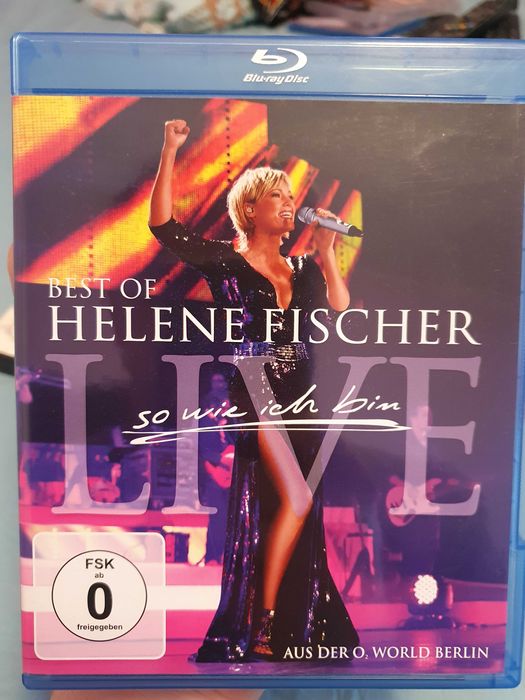 Blu-ray Disc
BEST OF
HELENE FISCHER
LIVE
so wie ich bin
FSK
ab
0
freigegeben
AUS DER O₂ WORLD BERLIN